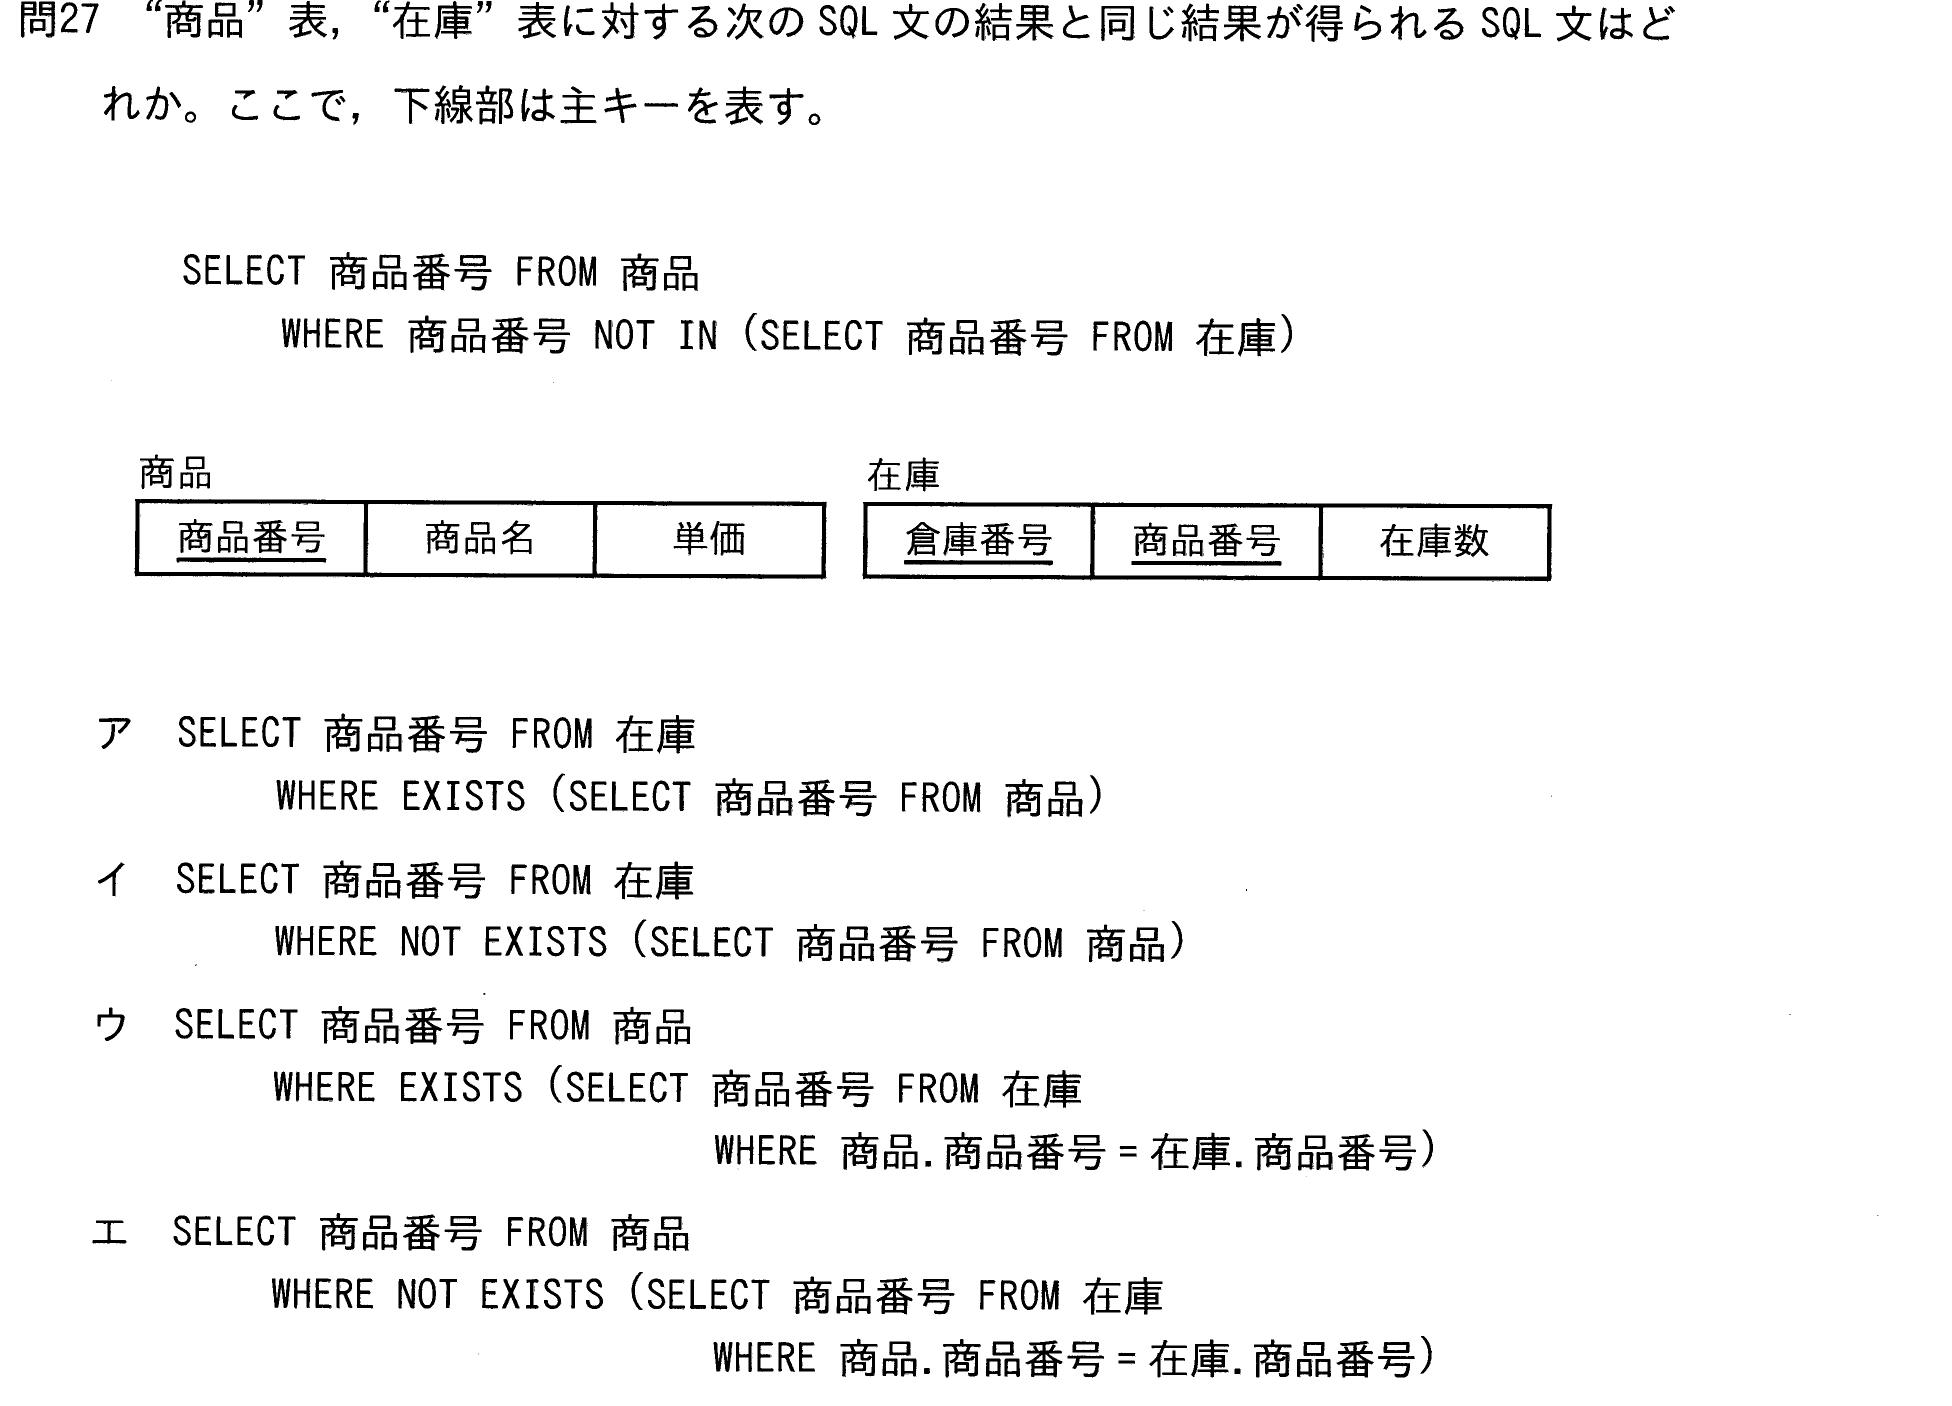 問27 “商品”表，“在庫”表に対する次の SQL 文の結果と同じ結果が得られる SQL 文はど
れか。ここで，下線部は主キーを表す。
SELECT 商品番号 FROM 商品
WHERE 商品番号 NOT IN (SELECT 商品番号 FROM 在庫)
商品 在庫
商品番号 商品名 単価 倉庫番号 商品番号 在庫数
ア SELECT 商品番号 FROM 在庫
WHERE EXISTS (SELECT 商品番号 FROM 商品)
イ SELECT 商品番号 FROM 在庫
WHERE NOT EXISTS (SELECT 商品番号 FROM 商品)
ウ SELECT 商品番号 FROM 商品
WHERE EXISTS (SELECT 商品番号 FROM 在庫
WHERE 商品.商品番号 = 在庫.商品番号)
エ SELECT 商品番号 FROM 商品
WHERE NOT EXISTS (SELECT 商品番号 FROM 在庫
WHERE 商品.商品番号 = 在庫.商品番号)